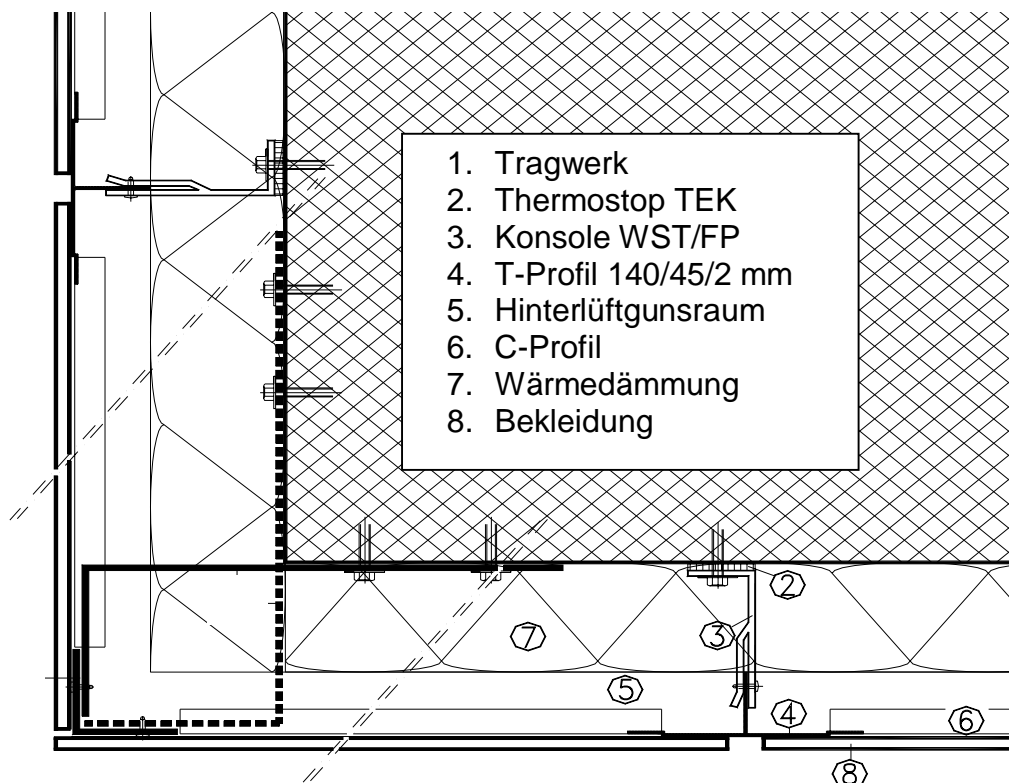 1. Tragwerk
2. Thermostop TEK
3. Konsole WST/FP
4. T-Profil 140/45/2 mm
5. Hinterlüftgunsraum
6. C-Profil
7. Wärmedämmung
8. Bekleidung
2
7
3
5
4
6
8